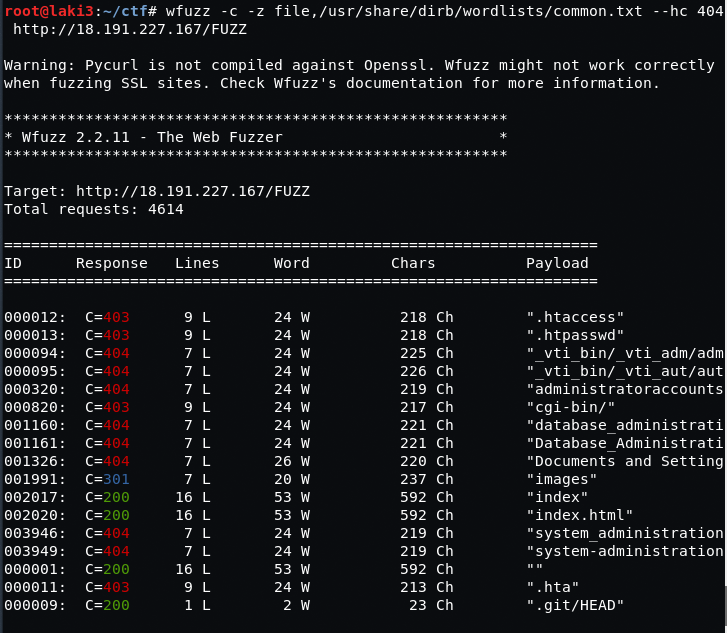 root@laki3:~/ctf# wfuzz -c -z file,/usr/share/dirb/wordlists/common.txt --hc 404
http://18.191.227.167/FUZZ
Warning: Pycurl is not compiled against Openssl. Wfuzz might not work correctly
when fuzzing SSL sites. Check Wfuzz's documentation for more information.
********************************************************
* Wfuzz 2.2.11 - The Web Fuzzer                        *
********************************************************
Target: http://18.191.227.167/FUZZ
Total requests: 4614
==================================================================
ID      Response   Lines      Word         Chars          Payload
==================================================================
000012:  C=403      9 L       24 W          218 Ch        ".htaccess"
000013:  C=403      9 L       24 W          218 Ch        ".htpasswd"
000094:  C=404      7 L       24 W          225 Ch        "_vti_bin/_vti_adm/adm
000095:  C=404      7 L       24 W          226 Ch        "_vti_bin/_vti_aut/aut
000320:  C=404      7 L       24 W          219 Ch        "administratoraccounts
000820:  C=403      9 L       24 W          217 Ch        "cgi-bin/"
001160:  C=404      7 L       24 W          221 Ch        "database_administrati
001161:  C=404      7 L       24 W          221 Ch        "Database_Administrati
001326:  C=404      7 L       26 W          220 Ch        "Documents and Setting
001991:  C=301      7 L       20 W          237 Ch        "images"
002017:  C=200     16 L       53 W          592 Ch        "index"
002020:  C=200     16 L       53 W          592 Ch        "index.html"
003946:  C=404      7 L       24 W          219 Ch        "system_administration
003949:  C=404      7 L       24 W          219 Ch        "system-administration
000001:  C=200     16 L       53 W          592 Ch        ""
000011:  C=403      9 L       24 W          213 Ch        ".hta"
000009:  C=200      1 L        2 W           23 Ch        ".git/HEAD"